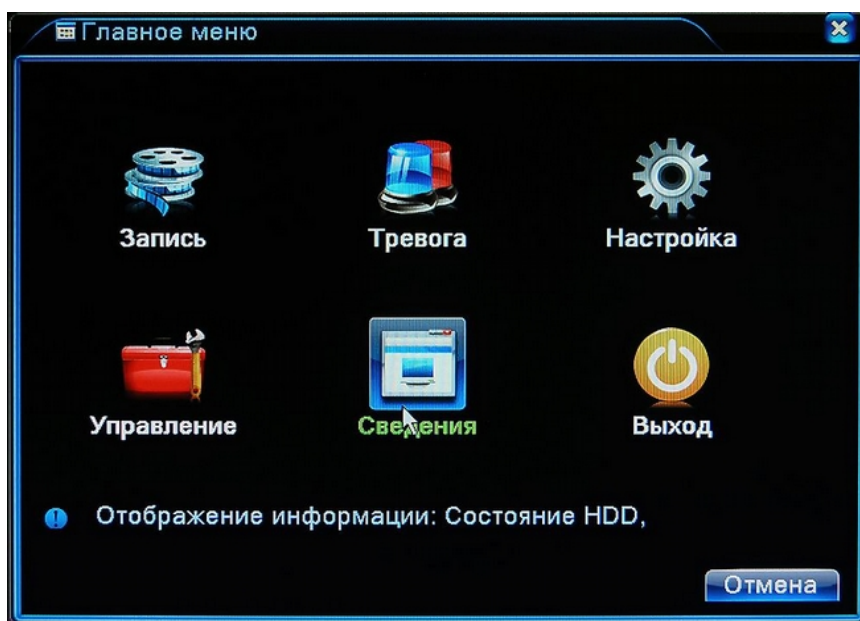 Главное меню
Запись
Тревога
Настройка
Управление
Сведения
Выход
Отображение информации: Состояние HDD,
Отмена